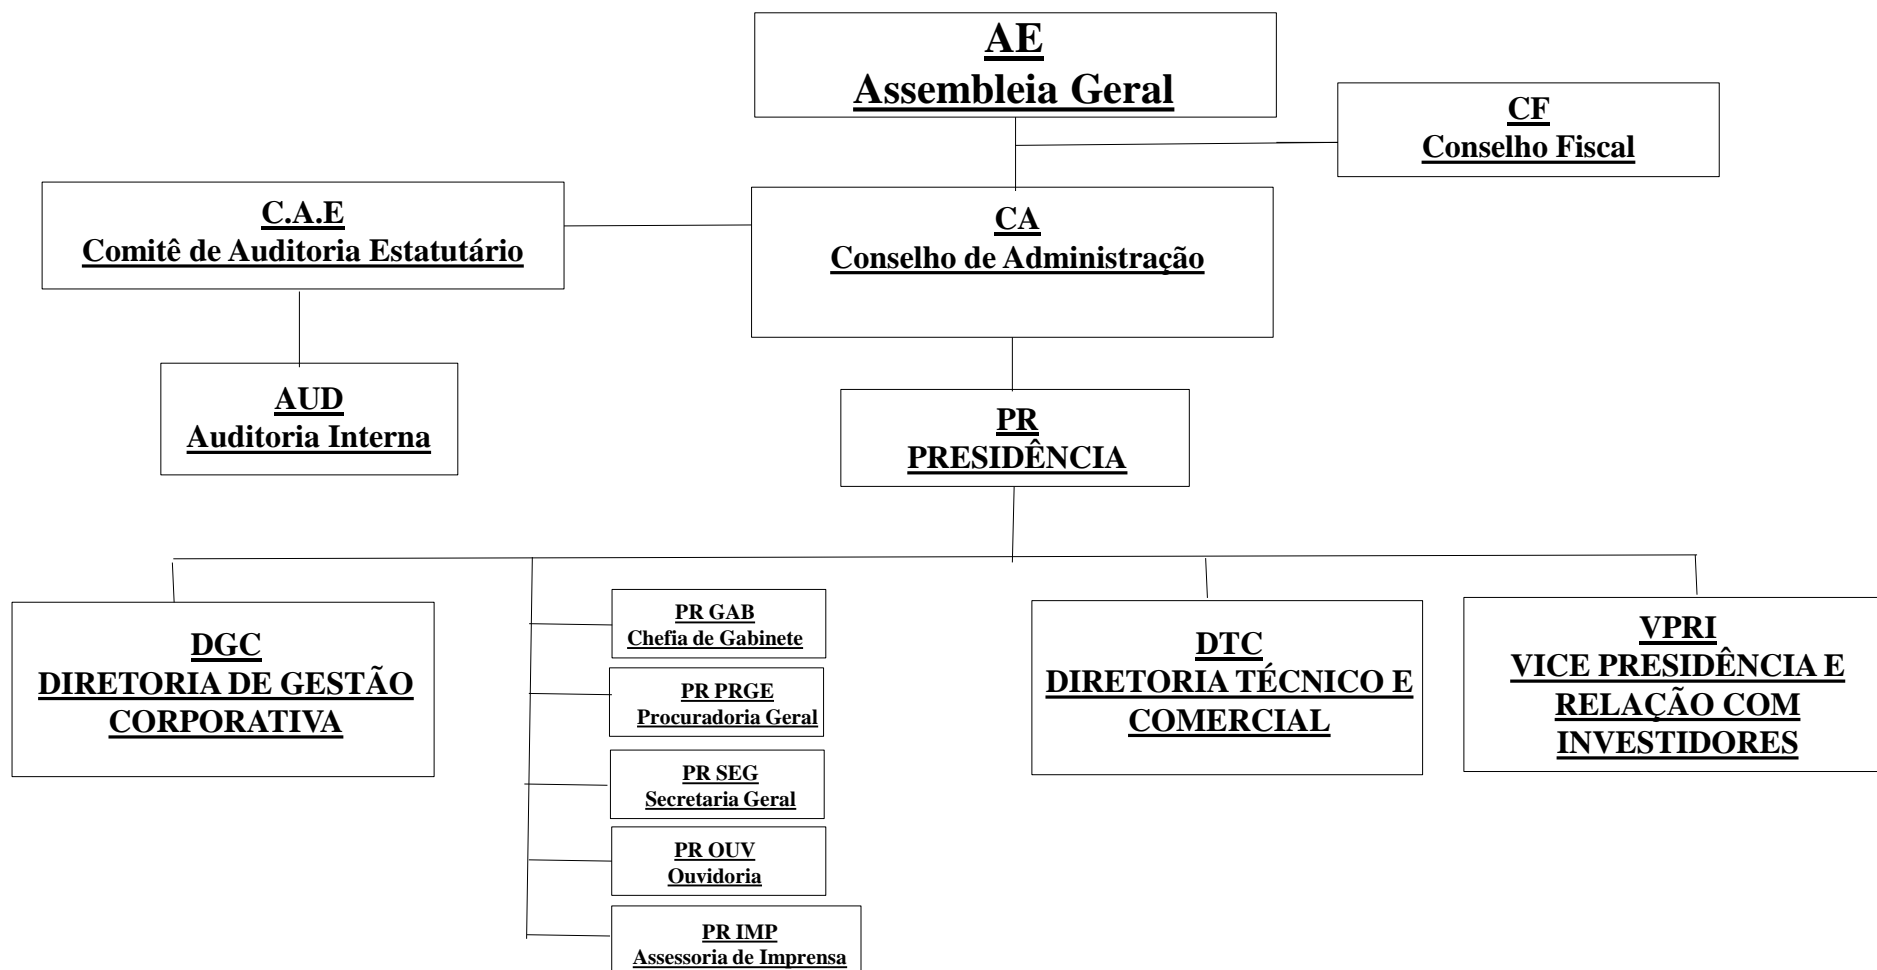 AE
Assembleia Geral
CF
Conselho Fiscal
C.A.E
Comitê de Auditoria Estatutário
CA
Conselho de Administração
AUD
Auditoria Interna
PR
PRESIDÊNCIA
DGC
DIRETORIA DE GESTÃO
CORPORATIVA
PR GAB
Chefia de Gabinete
PR PRGE
Procuradoria Geral
PR SEG
Secretaria Geral
PR OUV
Ouvidoria
PR IMP
Assessoria de Imprensa
DTC
DIRETORIA TÉCNICO E
COMERCIAL
VPRI
VICE PRESIDÊNCIA E
RELAÇÃO COM
INVESTIDORES